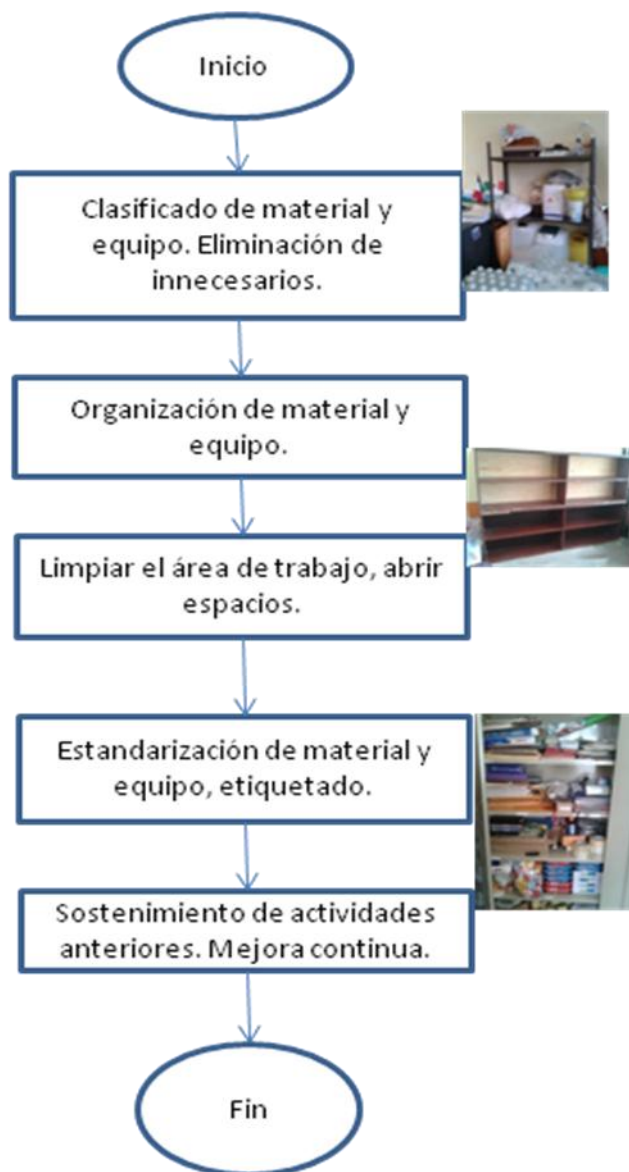 Inicio
Clasificado de material y
equipo. Eliminación de
innecesarios.
Organización de material y
equipo.
Limpiar el área de trabajo, abrir
espacios.
Estandarización de material y
equipo, etiquetado.
Sostenimiento de actividades
anteriores. Mejora continua.
Fin